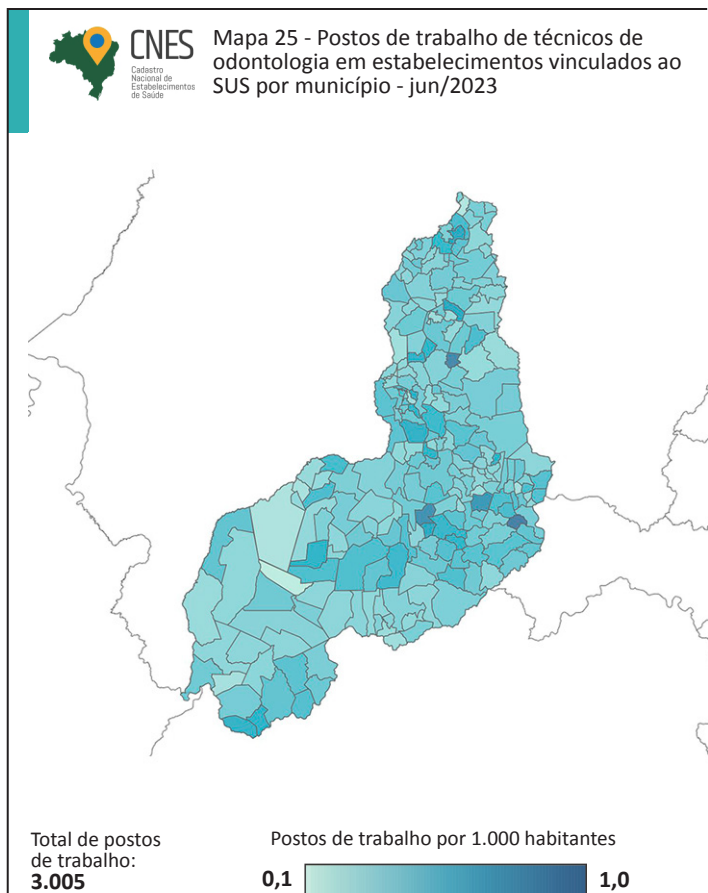 CNES
Cadastro
Nacional de
Estabelecimentos
de Saúde
Mapa 25 - Postos de trabalho de técnicos de
odontologia em estabelecimentos vinculados ao
SUS por município - jun/2023
Total de postos
de trabalho:
3.005
Postos de trabalho por 1.000 habitantes
0,1
1,0